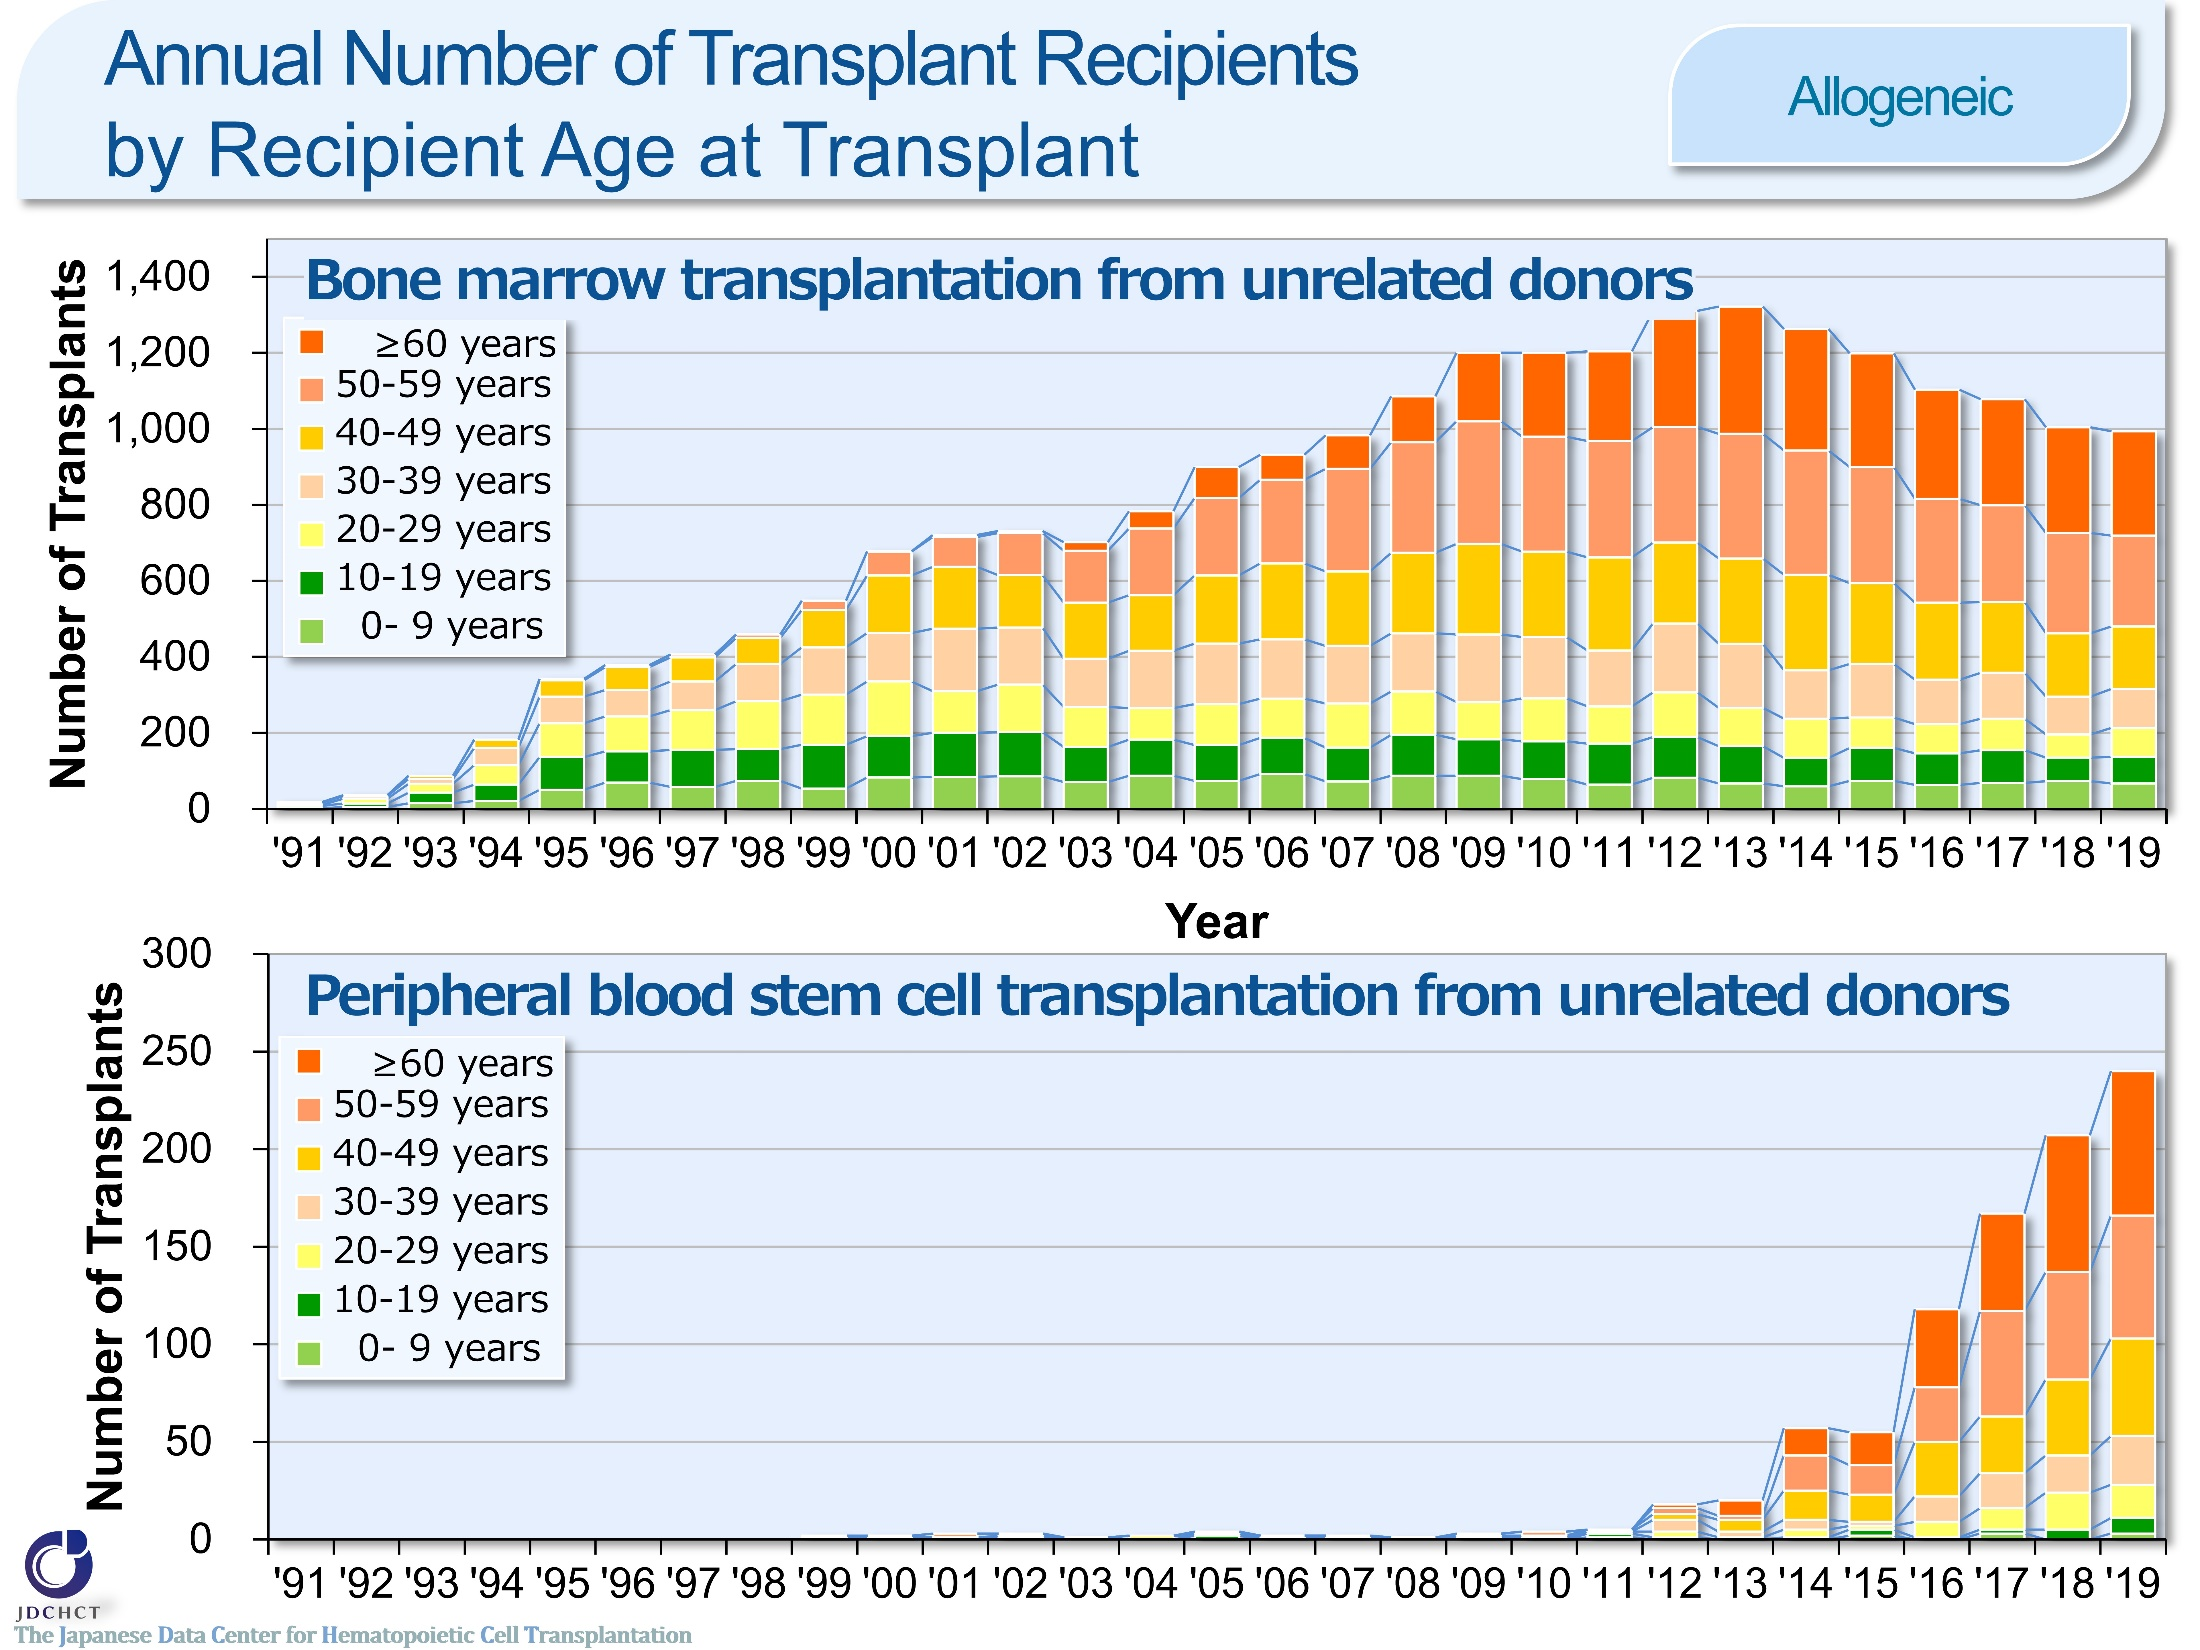 Annual Number of Transplant Recipients
by Recipient Age at Transplant
Allogeneic
Bone marrow transplantation from unrelated donors
Number of Transplants
1,400
1,200
1,000
800
600
400
200
0
≥60 years
50-59 years
40-49 years
30-39 years
20-29 years
10-19 years
0- 9 years
'91 '92 '93 '94 '95 '96 '97 '98 '99 '00 '01 '02 '03 '04 '05 '06 '07 '08 '09 '10 '11 '12 '13 '14 '15 '16 '17 '18 '19
Year
Peripheral blood stem cell transplantation from unrelated donors
Number of Transplants
300
250
200
150
100
50
0
≥60 years
50-59 years
40-49 years
30-39 years
20-29 years
10-19 years
0- 9 years
'91 '92 '93 '94 '95 '96 '97 '98 '99 '00 '01 '02 '03 '04 '05 '06 '07 '08 '09 '10 '11 '12 '13 '14 '15 '16 '17 '18 '19
JDCHCT
The Japanese Data Center for Hematopoietic Cell Transplantation